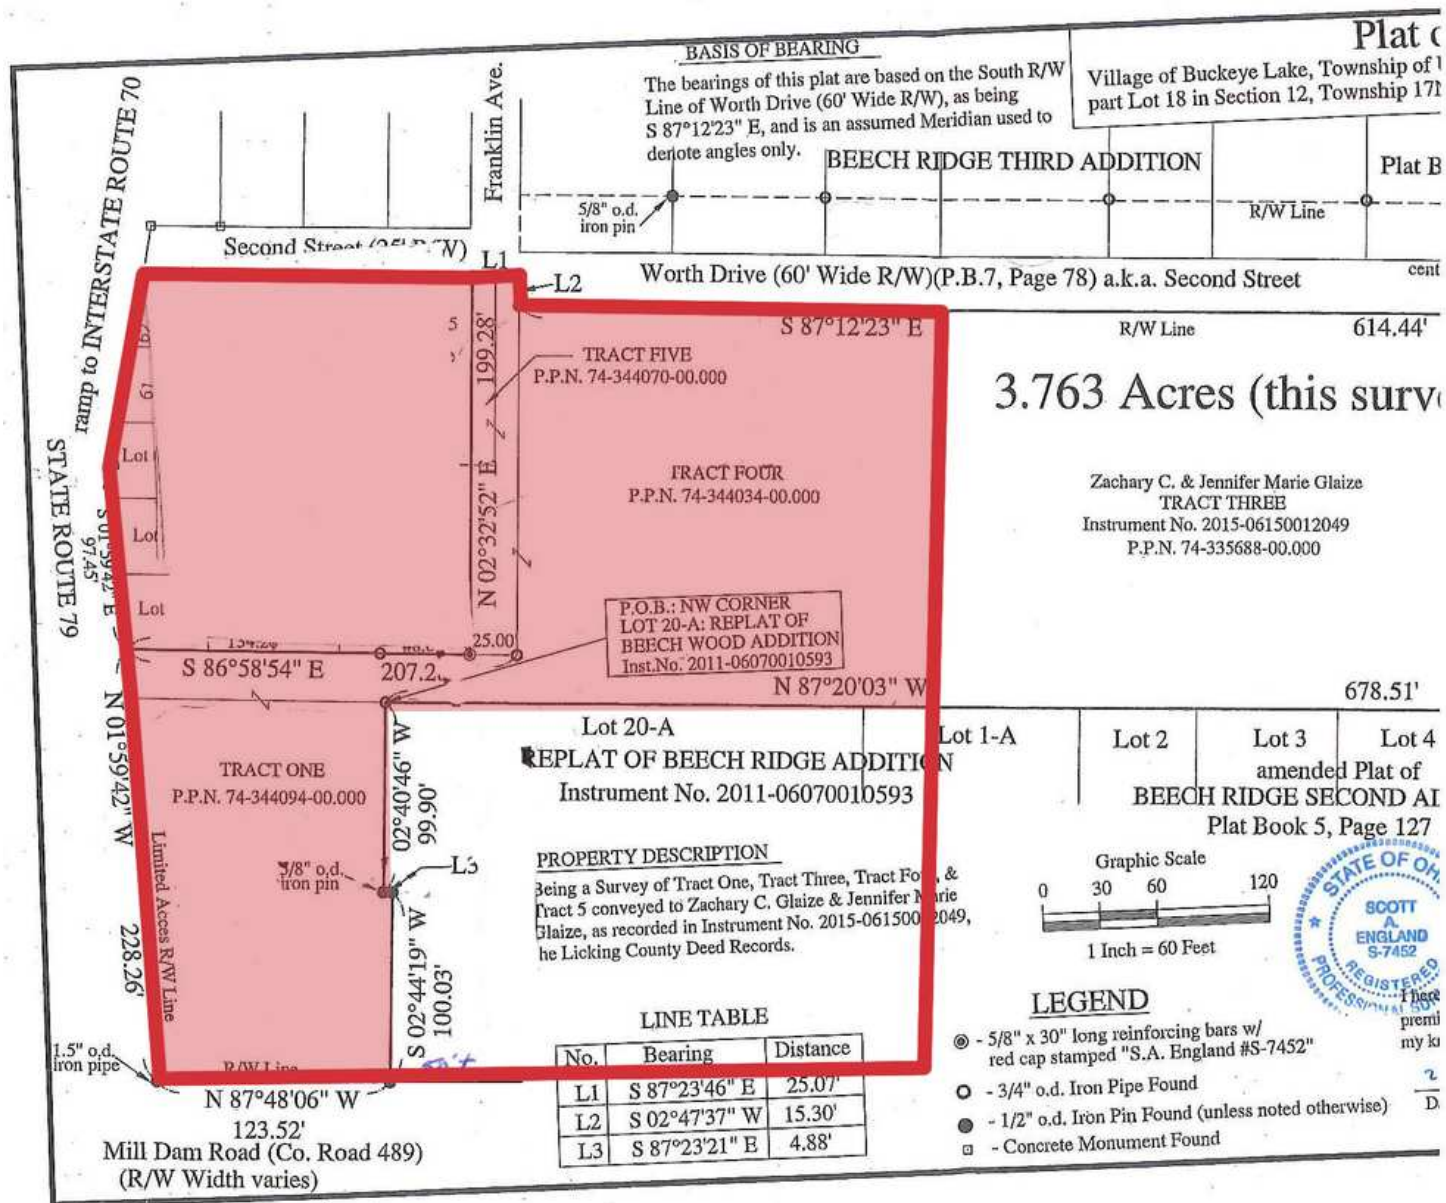 BASIS OF BEARING
The bearings of this plat are based on the South R/W
Line of Worth Drive (60' Wide R/W), as being
S 87°12'23" E, and is an assumed Meridian used to
denote angles only.
Plat
Village of Buckeye Lake, Township of
part Lot 18 in Section 12, Township
BEECH RIDGE THIRD ADDITION
Plat B
ramp to INTERSTATE ROUTE 70
Franklin Ave.
5/8" o.d.
iron pin
R/W Line
Second Street
L1
L2
Worth Drive (60' Wide R/W)(P.B.7, Page 78) a.k.a. Second Street
cent
S 87°12'23" E
R/W Line
614.44'
199.28'
N 02°32'52" E
TRACT FIVE
P.P.N. 74-344070-00.000
3.763 Acres (this
TRACT FOUR
P.P.N. 74-344034-00.000
Zachary C. & Jennifer Marie Glaize
TRACT THREE
Instrument No. 2015-06150012049
P.P.N. 74-335688-00.000
Lot
Lot
Lot
STATE ROUTE 79
S 01°59'42" E
97.45'
P.O.B.: NW CORNER
LOT 20-A: REPLAT OF
BEECH WOOD ADDITION
Inst.No. 2011-06070010593
25.00
S 86°58'54" E
N 87°20'03" W
678.51'
N 01°59'42" W
228.26'
Lot 20-A
Lot 1-A
Lot 2
Lot 3
Lot 4
REPLAT OF BEECH RIDGE ADDITION
Instrument No. 2011-06070010593
amended Plat of
BEECH RIDGE SECOND
Plat Book 5, Page 127
TRACT ONE
P.P.N. 74-344094-00.000
02°40'46" W
99.90'
Limited Acces R/W Line
5/8" o.d.
iron pin
L3
S 02°44'19" W
100.03'
PROPERTY DESCRIPTION
Being a Survey of Tract One, Tract Three, Tract &
Tract 5 conveyed to Zachary C. Glaize & Jennifer Marie
Glaize, as recorded in Instrument No.
he Licking County Deed Records.
Graphic Scale
0 30 60 120
1 Inch = 60 Feet
STATE OF
SCOTT
A.
ENGLAND
S-7452
REGISTERED
PROFESSIONAL
LINE TABLE
No. Bearing Distance
L1 S 87°23'46" E 25.07'
L2 S 02°47'37" W 15.30'
L3 S 87°23'21" E 4.88'
LEGEND
- 5/8" x 30" long reinforcing bars w/
red cap stamped "S.A. England #S-7452"
- 3/4" o.d. Iron Pipe Found
- 1/2" o.d. Iron Pin Found (unless noted otherwise)
- Concrete Monument Found
1.5" o.d.
iron pipe
R/W Line
N 87°48'06" W
123.52'
Mill Dam Road (Co. Road 489)
(R/W Width varies)